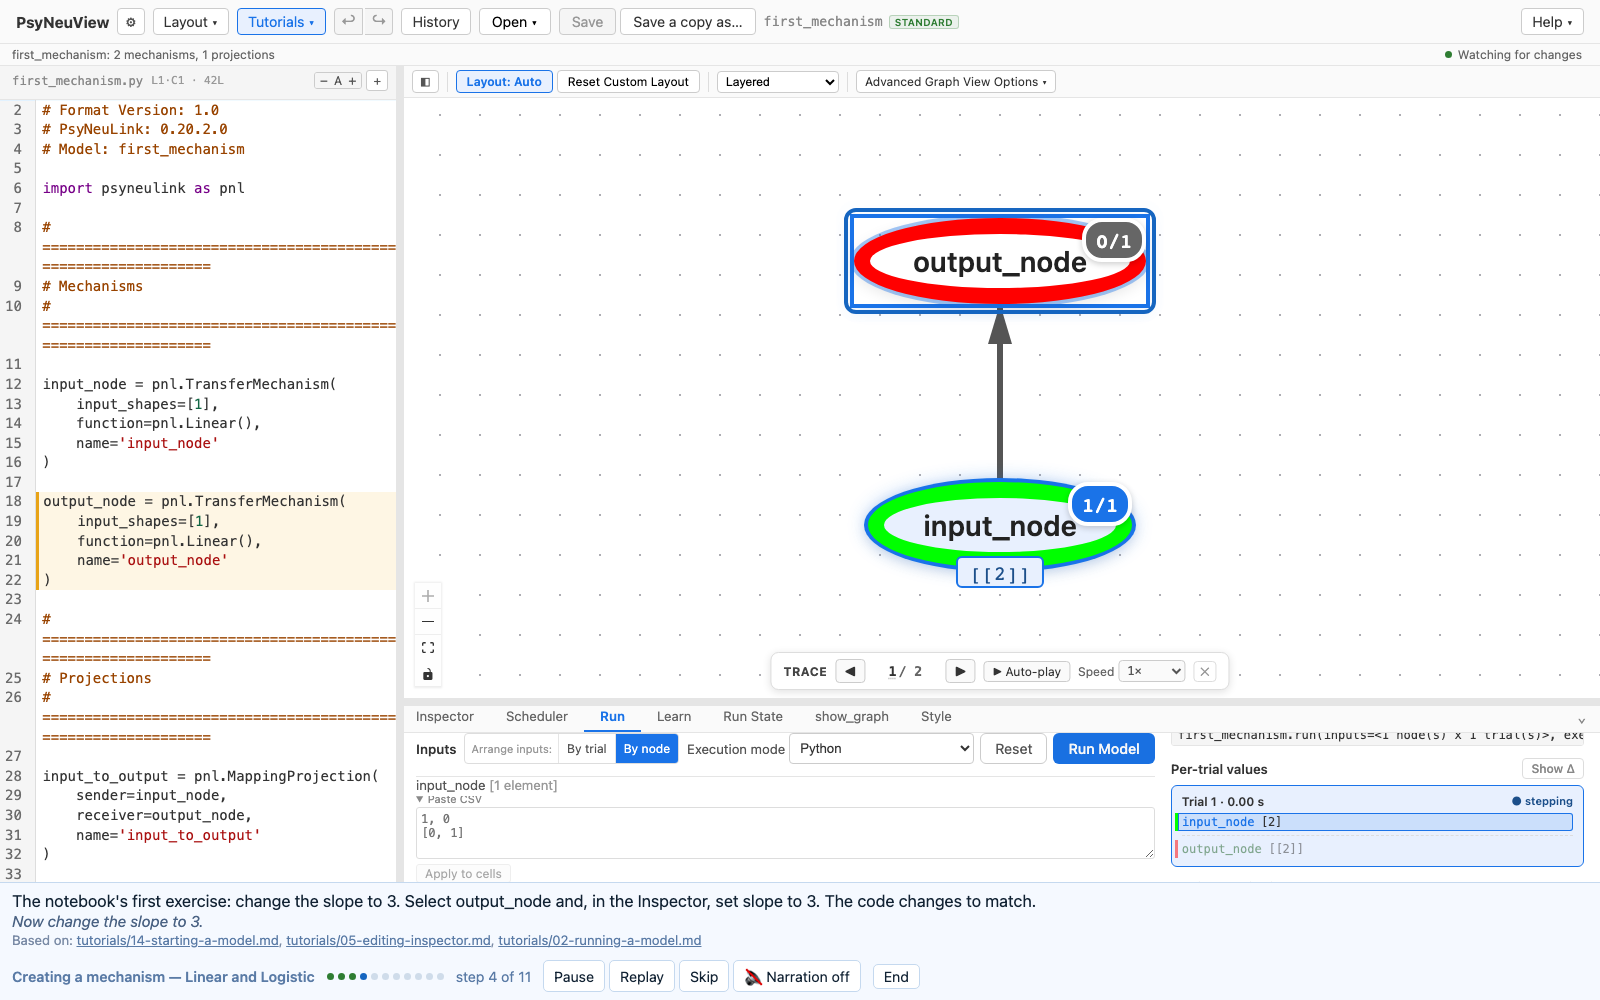 PsyNeuView ⚙ Layout ▾ Tutorials ▾ ↩ ↪ History Open ▾ Save Save a copy as... first_mechanism STANDARD Help ▾
first_mechanism: 2 mechanisms, 1 projections Watching for changes
first_mechanism.py L1·C1 · 42L − A + +
Layout: Auto Reset Custom Layout Layered Advanced Graph View Options ▾
2 # Format Version: 1.0
3 # PsyNeuLink: 0.20.2.0
4 # Model: first_mechanism
5
6 import psyneulink as pnl
7
8 #
==========================================
====================
9 # Mechanisms
10 #
==========================================
====================
11
12 input_node = pnl.TransferMechanism(
13 input_shapes=[1],
14 function=pnl.Linear(),
15 name='input_node'
16 )
17
18 output_node = pnl.TransferMechanism(
19 input_shapes=[1],
20 function=pnl.Linear(),
21 name='output_node'
22 )
23
24 #
==========================================
====================
25 # Projections
26 #
==========================================
====================
27
28 input_to_output = pnl.MappingProjection(
29 sender=input_node,
30 receiver=output_node,
31 name='input_to_output'
32 )
33
0/1
output_node
1/1
input_node
[[2]]
TRACE ◀ 1/ 2 ▶ ▶ Auto-play Speed 1× ✕
Inspector Scheduler Run Learn Run State show_graph Style
Inputs Arrange inputs: By trial By node Execution mode Python Reset Run Model
input_node [1 element]
▾ Paste CSV
1, 0
[0, 1]
Apply to cells
first_mechanism.run(inputs=<1 node(s) x 1 trial(s)>, exe
Per-trial values Show Δ
Trial 1 · 0.00 s ● stepping
input_node [2]
output_node [[2]]
The notebook's first exercise: change the slope to 3. Select output_node and, in the Inspector, set slope to 3. The code changes to match.
Now change the slope to 3.
Based on: tutorials/14-starting-a-model.md, tutorials/05-editing-inspector.md, tutorials/02-running-a-model.md
Creating a mechanism — Linear and Logistic step 4 of 11 Pause Replay Skip Narration off End